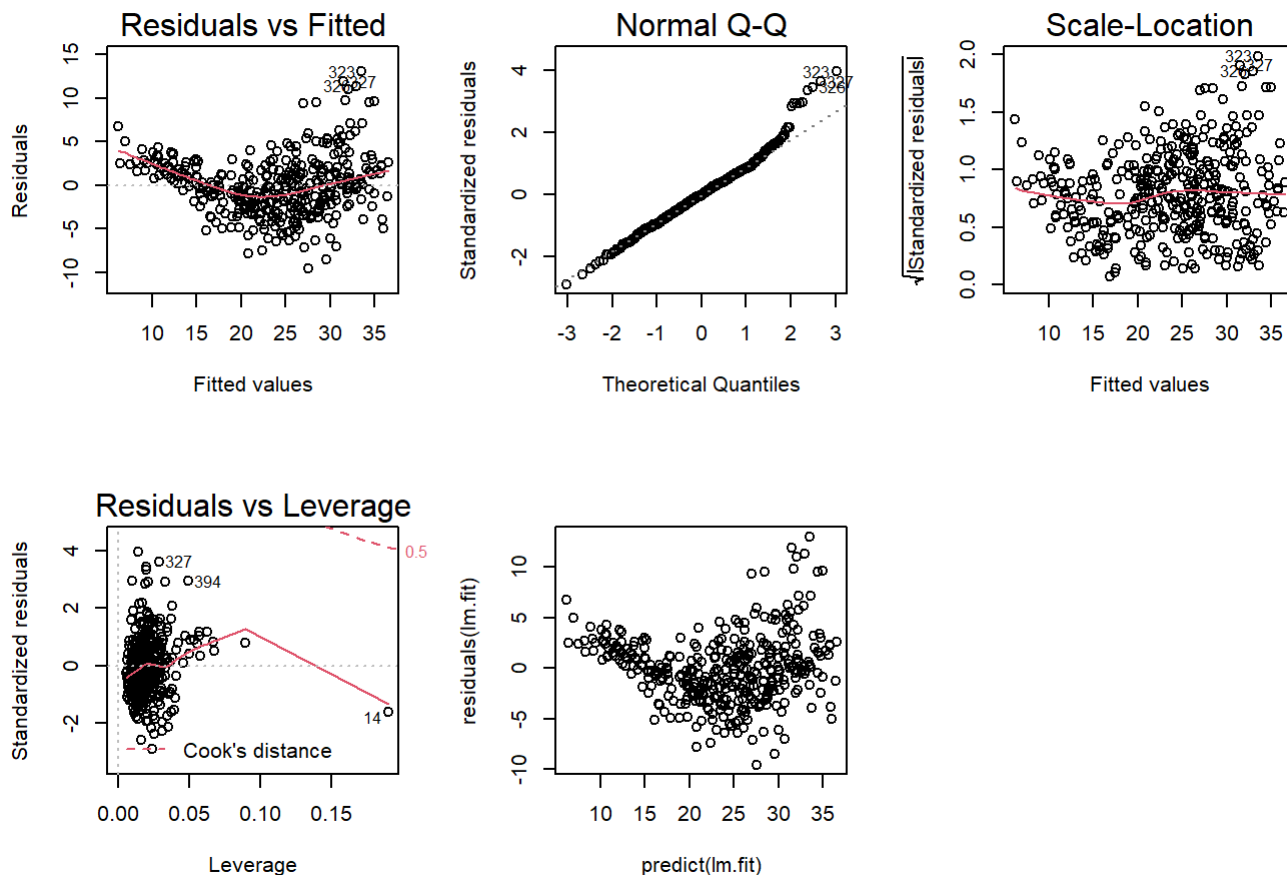 Residuals vs Fitted
Residuals
15
10
5
0
-5
-10
323
326
327
10 15 20 25 30 35
Fitted values
Normal Q-Q
Standardized residuals
4
2
0
-2
323
327
326
-3 -2 -1 0 1 2 3
Theoretical Quantiles
Scale-Location
√|Standardized residuals|
2.0
1.5
1.0
0.5
0.0
323
327
326
10 15 20 25 30 35
Fitted values
Residuals vs Leverage
Standardized residuals
4
2
0
-2
327
394
14
0.5
Cook's distance
0.00 0.05 0.10 0.15
Leverage
residuals(lm.fit)
10
5
0
-5
-10
10 15 20 25 30 35
predict(lm.fit)